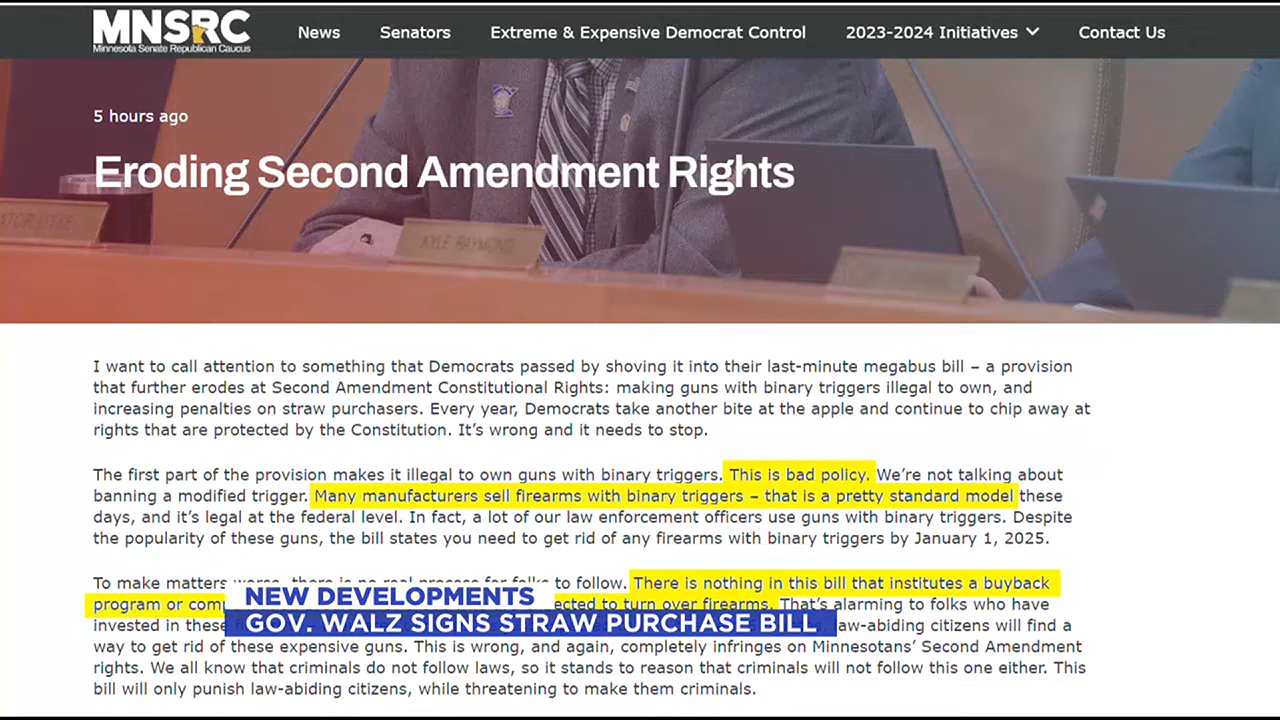 MNSRC
Minnesota Senate Republican Caucus
News Senators Extreme & Expensive Democrat Control 2023-2024 Initiatives Contact Us
5 hours ago
Eroding Second Amendment Rights
KYLE RAYMOND
I want to call attention to something that Democrats passed by shoving it into their last-minute megabus bill – a provision
that further erodes at Second Amendment Constitutional Rights: making guns with binary triggers illegal to own, and
increasing penalties on straw purchasers. Every year, Democrats take another bite at the apple and continue to chip away at
rights that are protected by the Constitution. It’s wrong and it needs to stop.
The first part of the provision makes it illegal to own guns with binary triggers. This is bad policy. We’re not talking about
banning a modified trigger. Many manufacturers sell firearms with binary triggers – that is a pretty standard model these
days, and it’s legal at the federal level. In fact, a lot of our law enforcement officers use guns with binary triggers. Despite
the popularity of these guns, the bill states you need to get rid of any firearms with binary triggers by January 1, 2025.
To make matters worse, there is no real process for folks to follow. There is nothing in this bill that institutes a buyback
program or to turn over firearms. That’s alarming to folks who have
invested in these law-abiding citizens will find a
way to get rid of these expensive guns. This is wrong, and again, completely infringes on Minnesotans’ Second Amendment
rights. We all know that criminals do not follow laws, so it stands to reason that criminals will not follow this one either. This
bill will only punish law-abiding citizens, while threatening to make them criminals.
NEW DEVELOPMENTS
GOV. WALZ SIGNS STRAW PURCHASE BILL